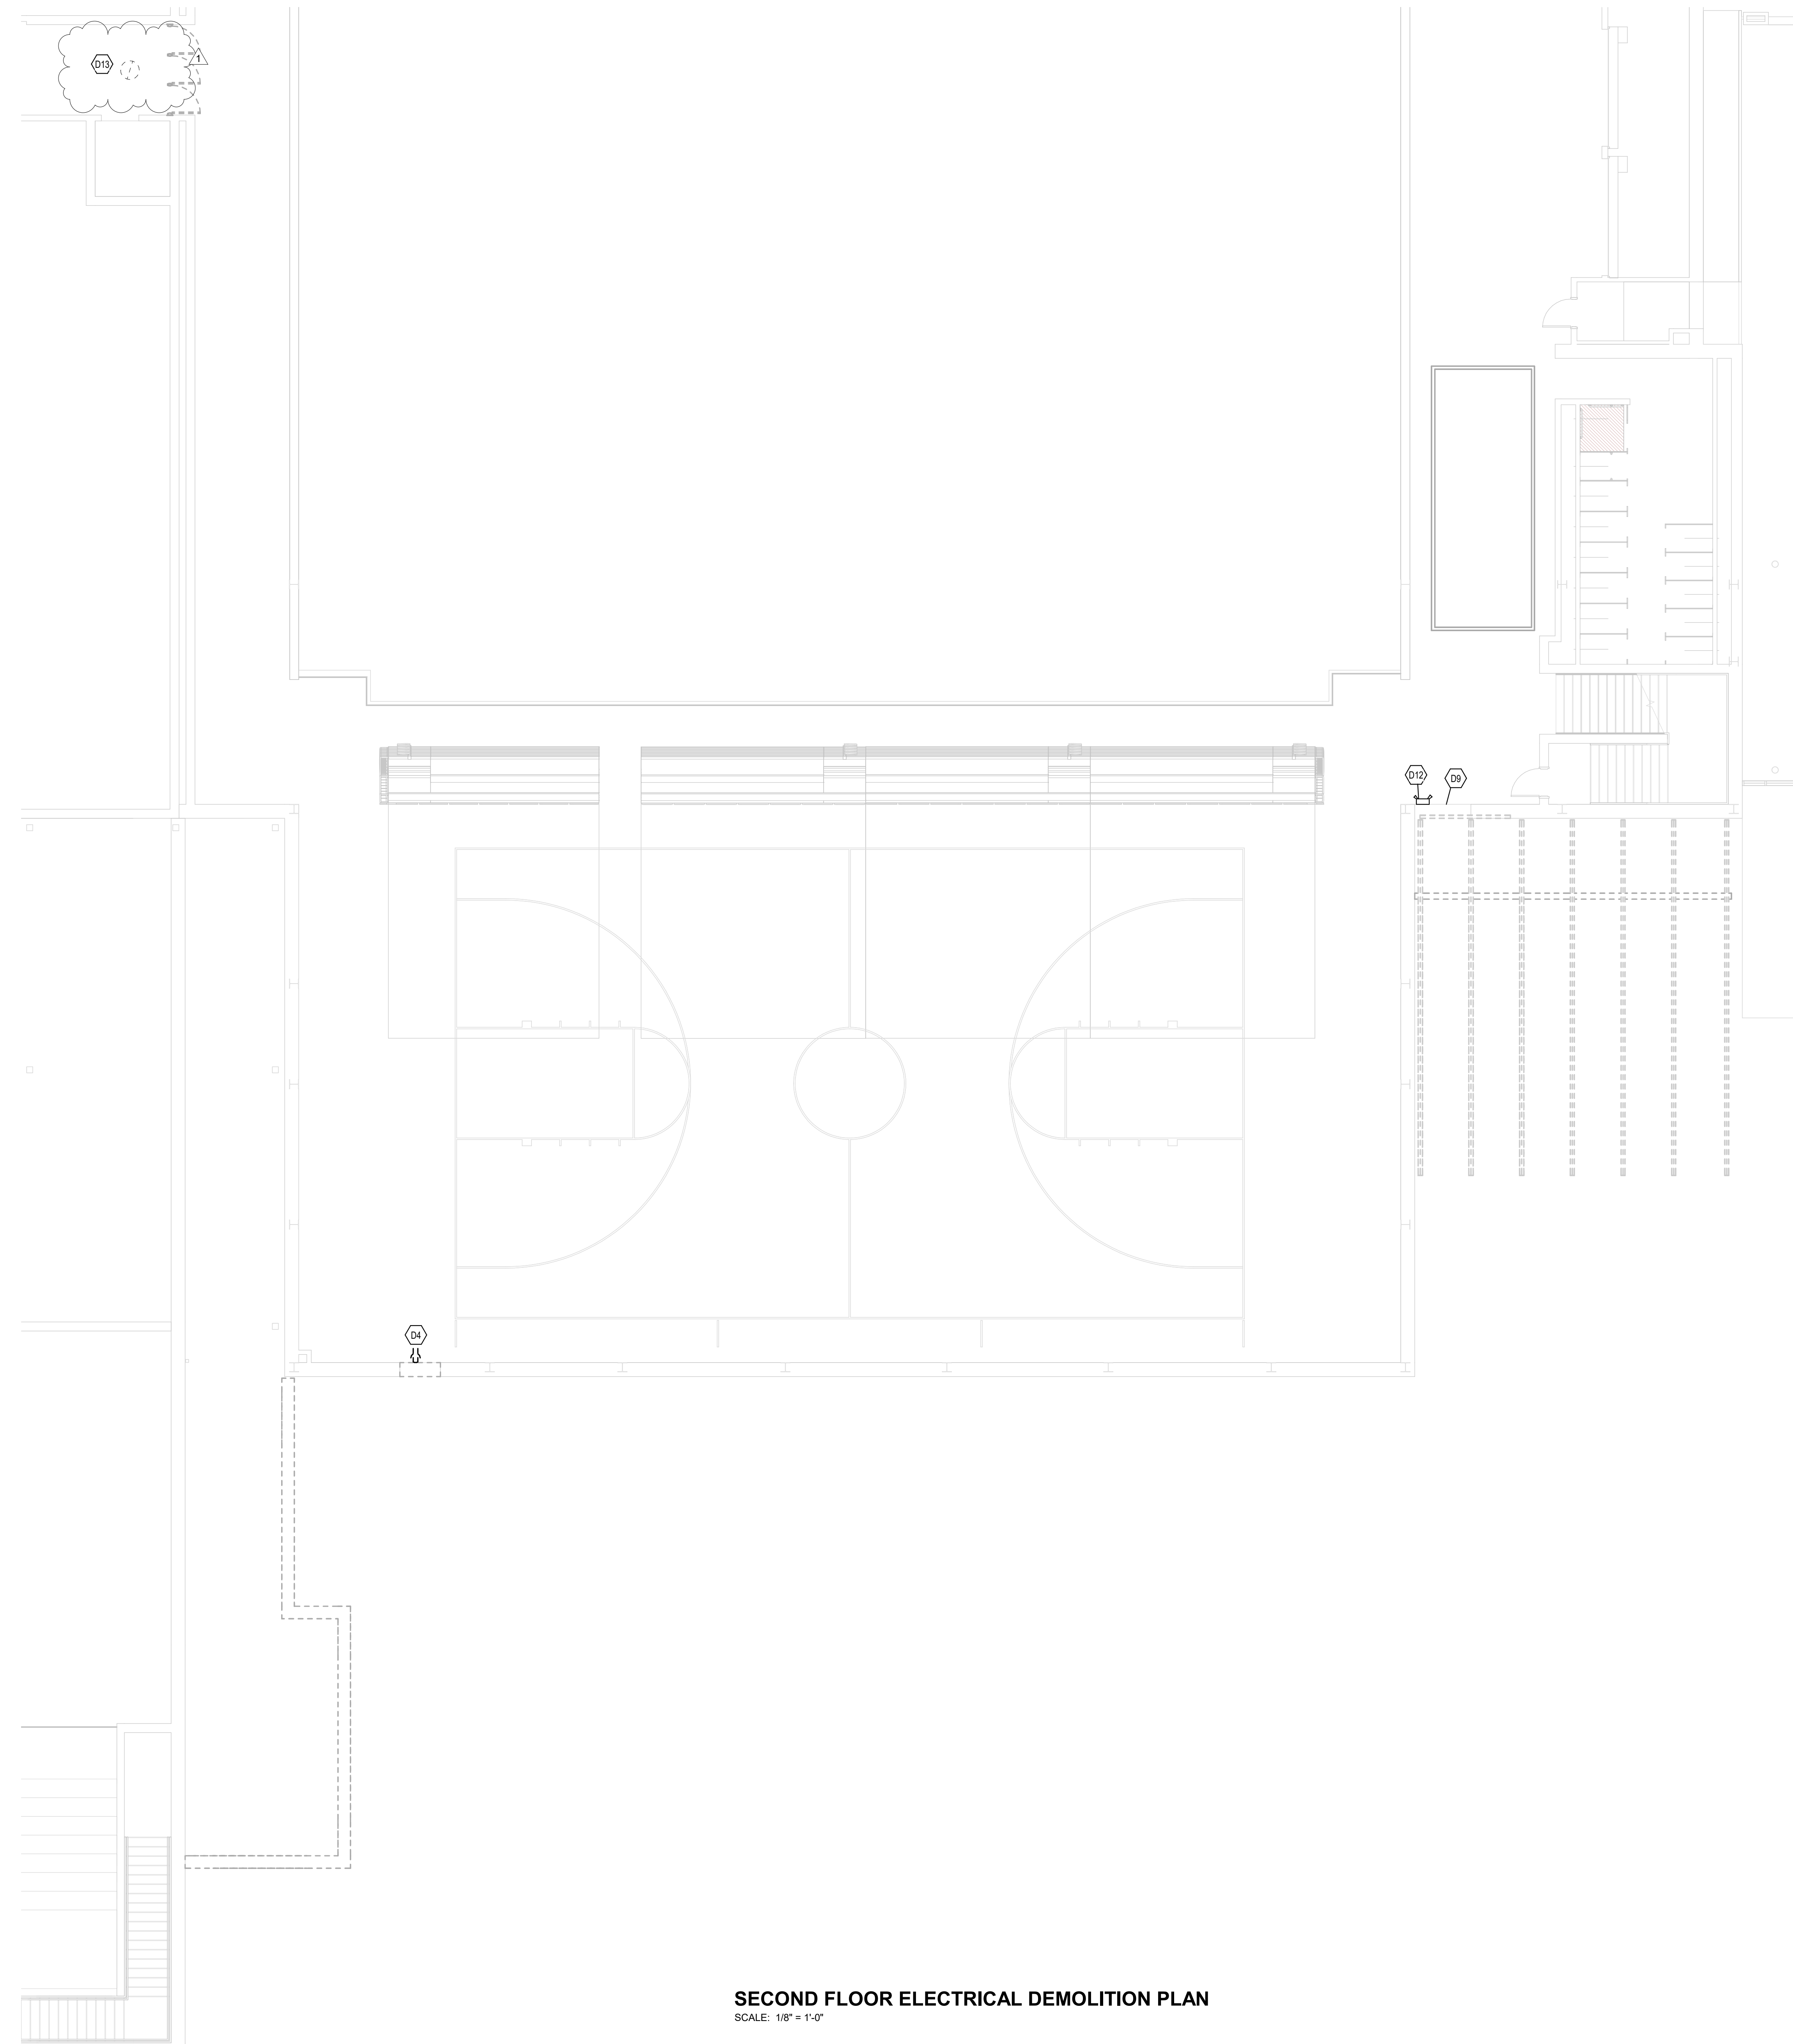 1
D13
D12
D9
D4
SECOND FLOOR ELECTRICAL DEMOLITION PLAN
SCALE: 1/8" = 1'-0"